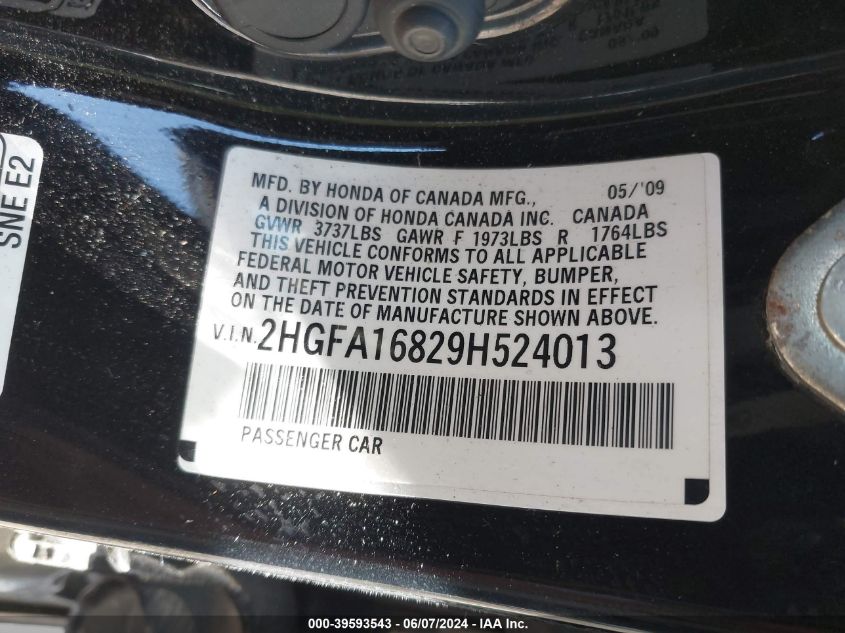 SNE E2
MFD. BY HONDA OF CANADA MFG., 05/'09
A DIVISION OF HONDA CANADA INC. CANADA
GVWR 3737LBS GAWR F 1973LBS R 1764LBS
THIS VEHICLE CONFORMS TO ALL APPLICABLE
FEDERAL MOTOR VEHICLE SAFETY, BUMPER,
AND THEFT PREVENTION STANDARDS IN EFFECT
ON THE DATE OF MANUFACTURE SHOWN ABOVE.
V.I.N. 2HGFA16829H524013
PASSENGER CAR
000-39593543 / 06/07/2024 - IAA Inc.